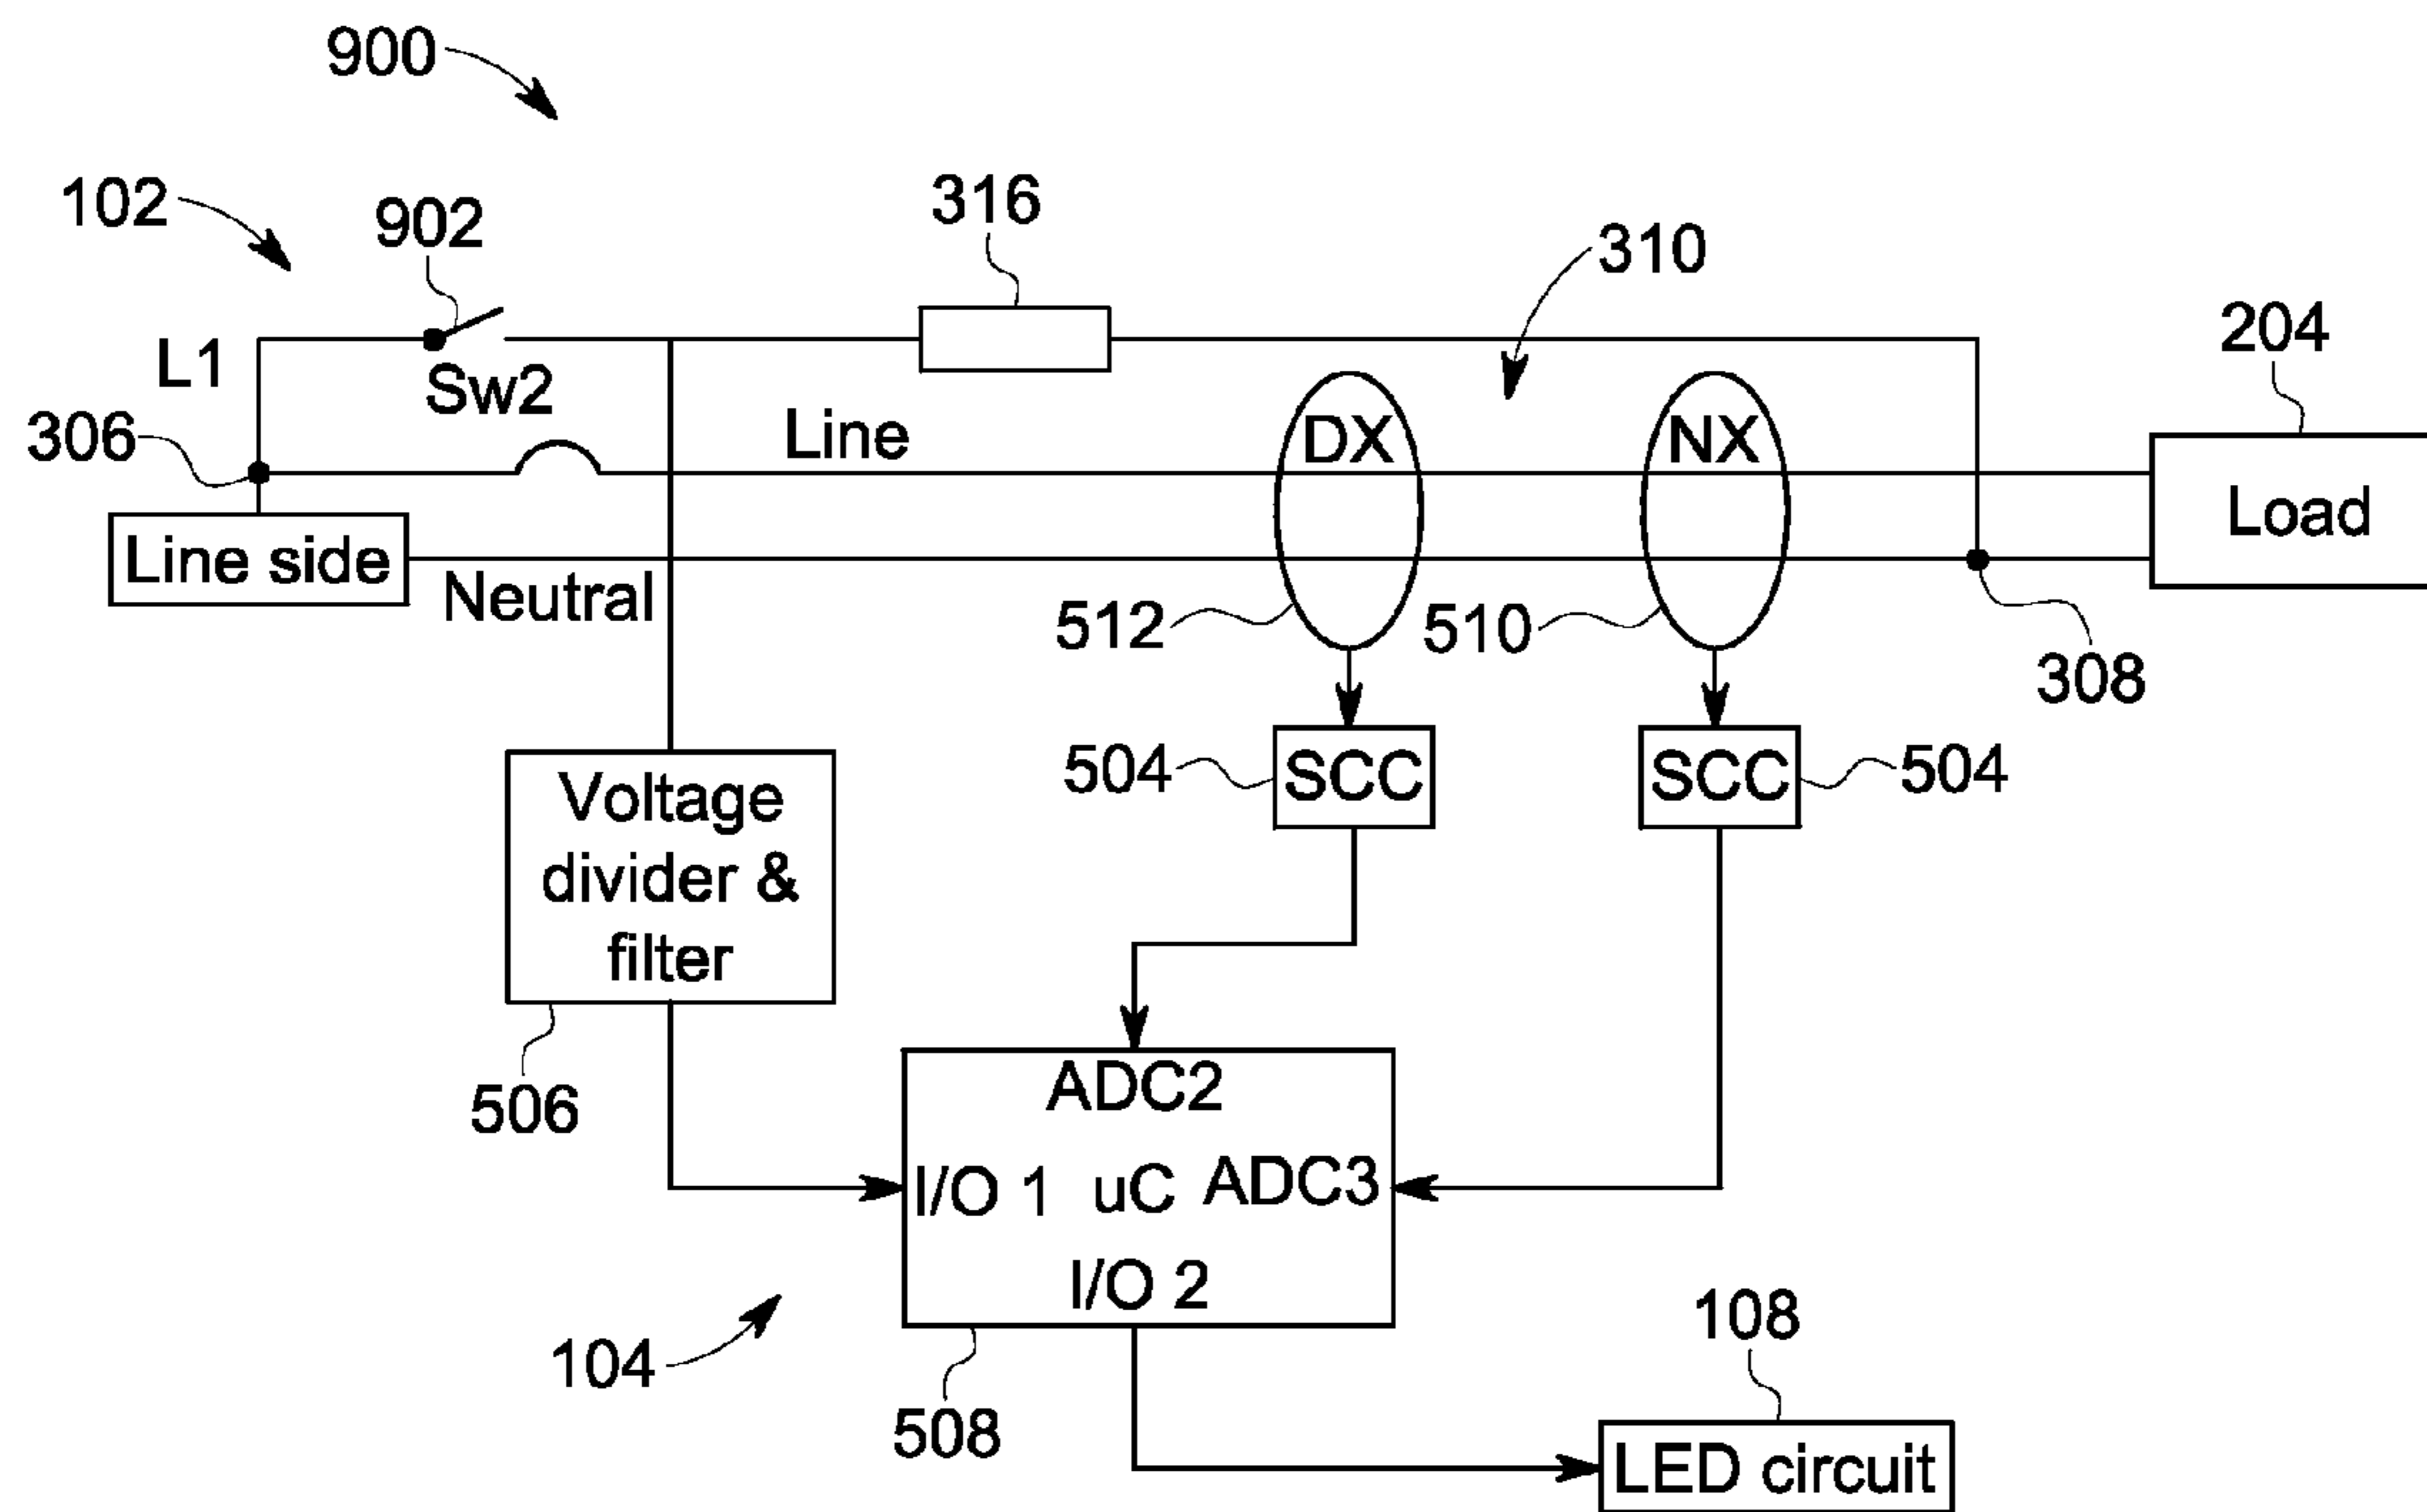 900
102
902
316
310
204
L1
Sw2
306
Line
DX
NX
Load
Line side
Neutral
512
510
308
504
SCC
SCC
504
Voltage
divider &
filter
506
ADC2
I/O 1
uC
ADC3
I/O 2
104
508
108
LED circuit